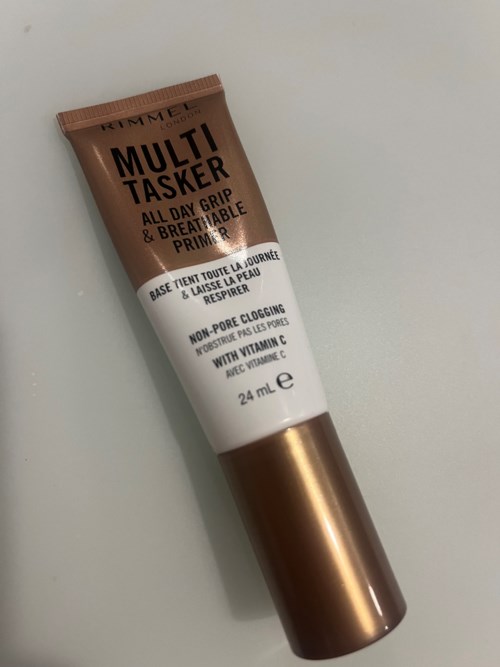 RIMMEL
LONDON
MULTI
TASKER
ALL DAY GRIP
& BREATHABLE
PRIMER
BASE TIENT TOUTE LA JOURNÉE
& LAISSE LA PEAU
RESPIRER
NON-PORE CLOGGING
N'OBSTRUE PAS LES PORES
WITH VITAMIN C
AVEC VITAMINE C
24 mL ℮